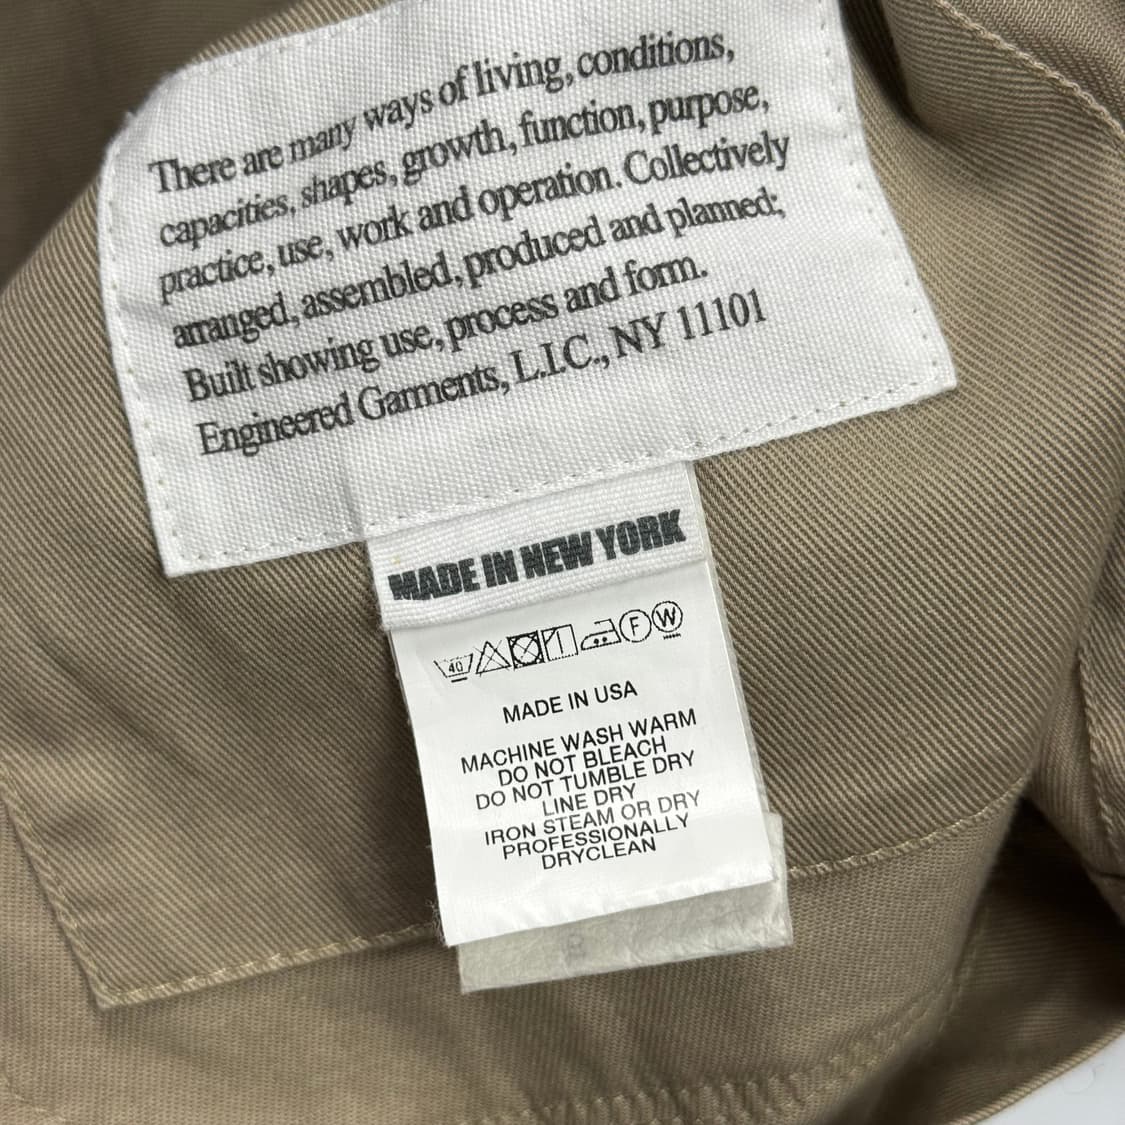 There are many ways of living, conditions,
capacities, shapes, growth, function, purpose,
practice, use, work and operation. Collectively
arranged, assembled, produced and planned;
Built showing use, process and form.
Engineered Garments, L.I.C., NY 11101
MADE IN NEW YORK
40 F W
MADE IN USA
MACHINE WASH WARM
DO NOT BLEACH
DO NOT TUMBLE DRY
LINE DRY
IRON STEAM OR DRY
PROFESSIONALLY
DRYCLEAN